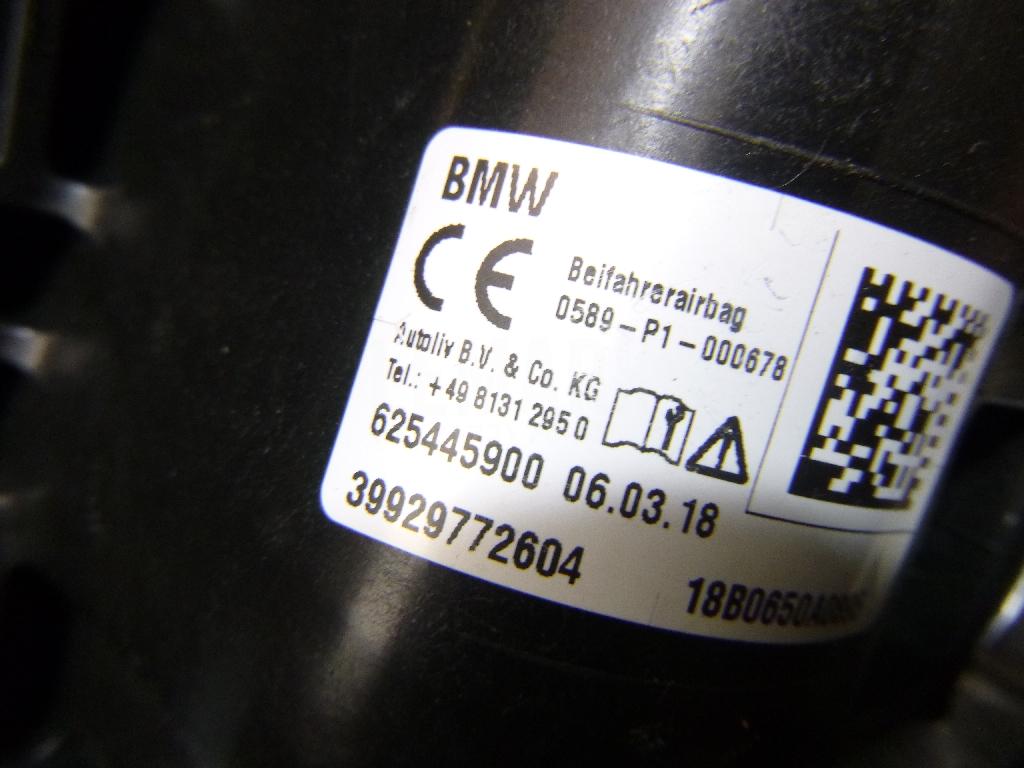 BMW
CE
Beifahrerairbag
0589-P1-000678
Autoliv B.V. & Co. KG
Tel.: +49 8131 295 0
625445900 06.03.18
39929772604